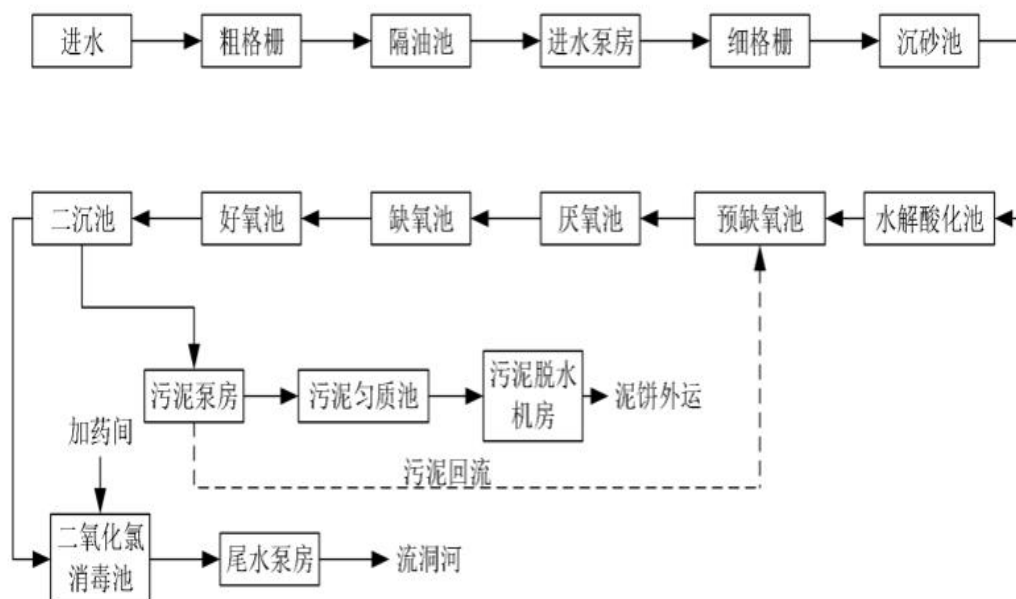 进水
粗格栅
隔油池
进水泵房
细格栅
沉砂池
二沉池
好氧池
缺氧池
厌氧池
预缺氧池
水解酸化池
污泥泵房
污泥匀质池
污泥脱水
机房
泥饼外运
加药间
污泥回流
二氧化氯
消毒池
尾水泵房
流洞河